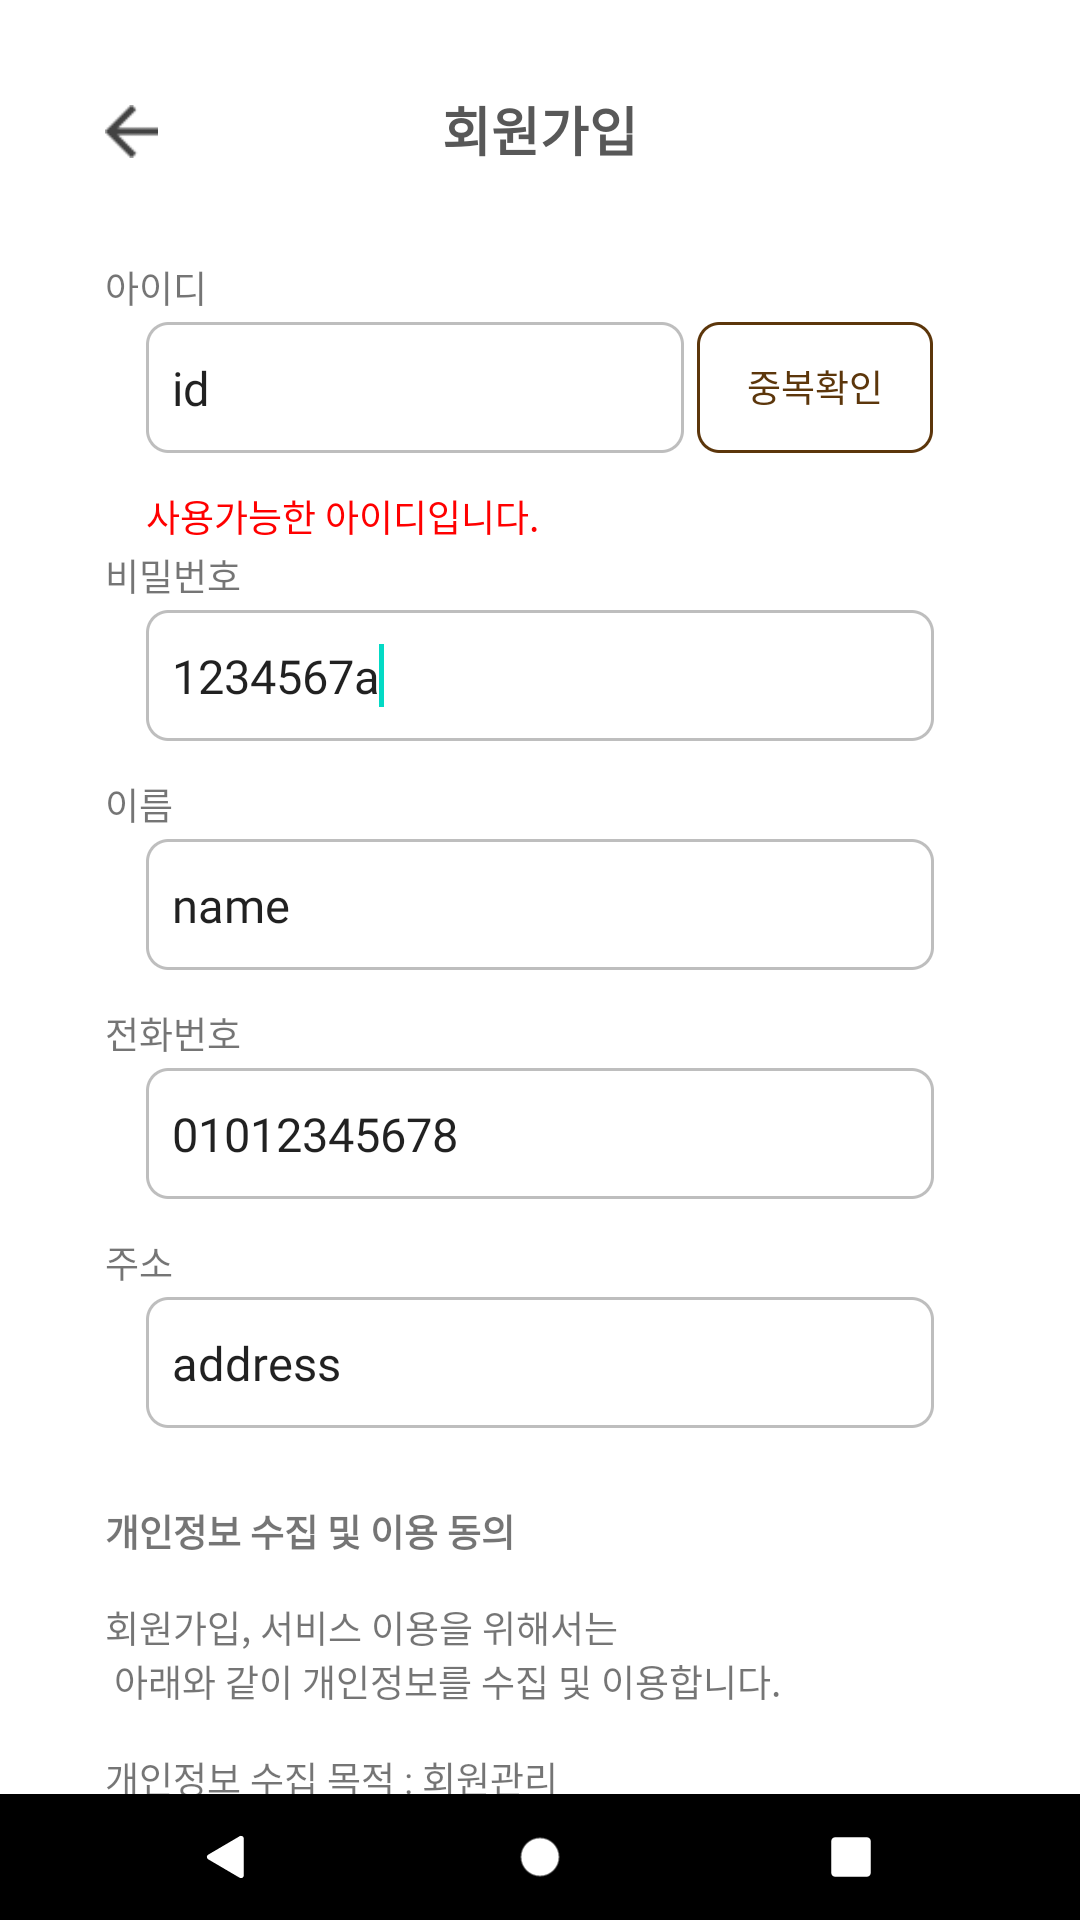 회원가입
아이디
id
중복확인
사용가능한 아이디입니다.
비밀번호
1234567a
이름
name
전화번호
01012345678
주소
address
개인정보 수집 및 이용 동의
회원가입, 서비스 이용을 위해서는
아래와 같이 개인정보를 수집 및 이용합니다.
개인정보 수집 목적 : 회원관리